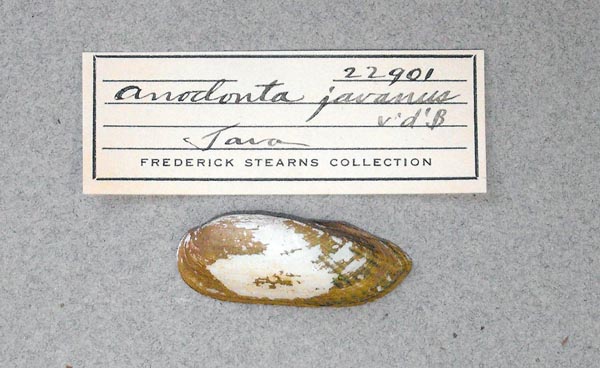 22901
Anodonta javanus
v'd'B
Java
FREDERICK STEARNS COLLECTION